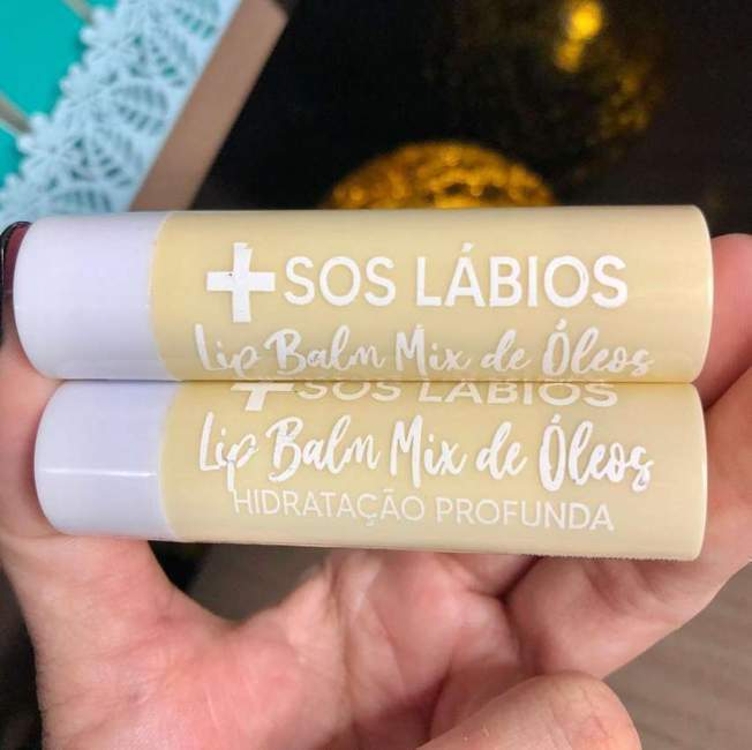 +SOS LÁBIOS
Lip Balm Mix de Óleos
+SOS LÁBIOS
Lip Balm Mix de Óleos
HIDRATAÇÃO PROFUNDA